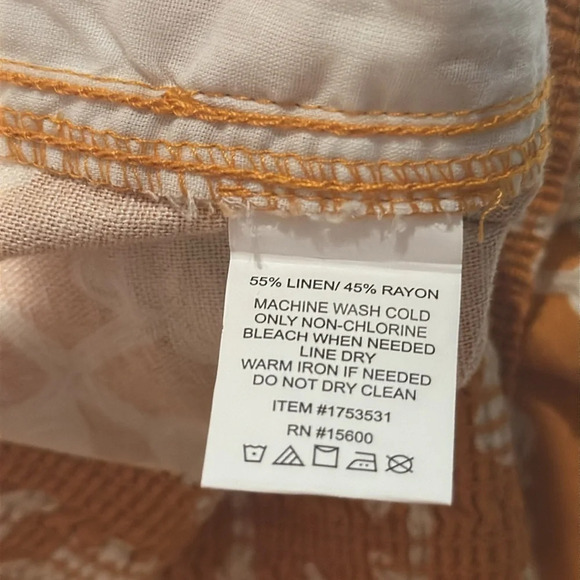 55% LINEN/ 45% RAYON
MACHINE WASH COLD
ONLY NON-CHLORINE
BLEACH WHEN NEEDED
LINE DRY
WARM IRON IF NEEDED
DO NOT DRY CLEAN
ITEM #1753531
RN #15600